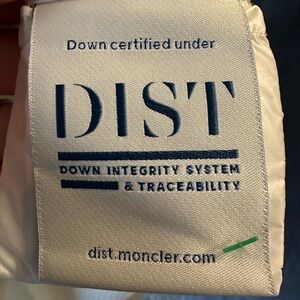 Down certified under
DIST
DOWN INTEGRITY SYSTEM
& TRACEABILITY
dist.moncler.com